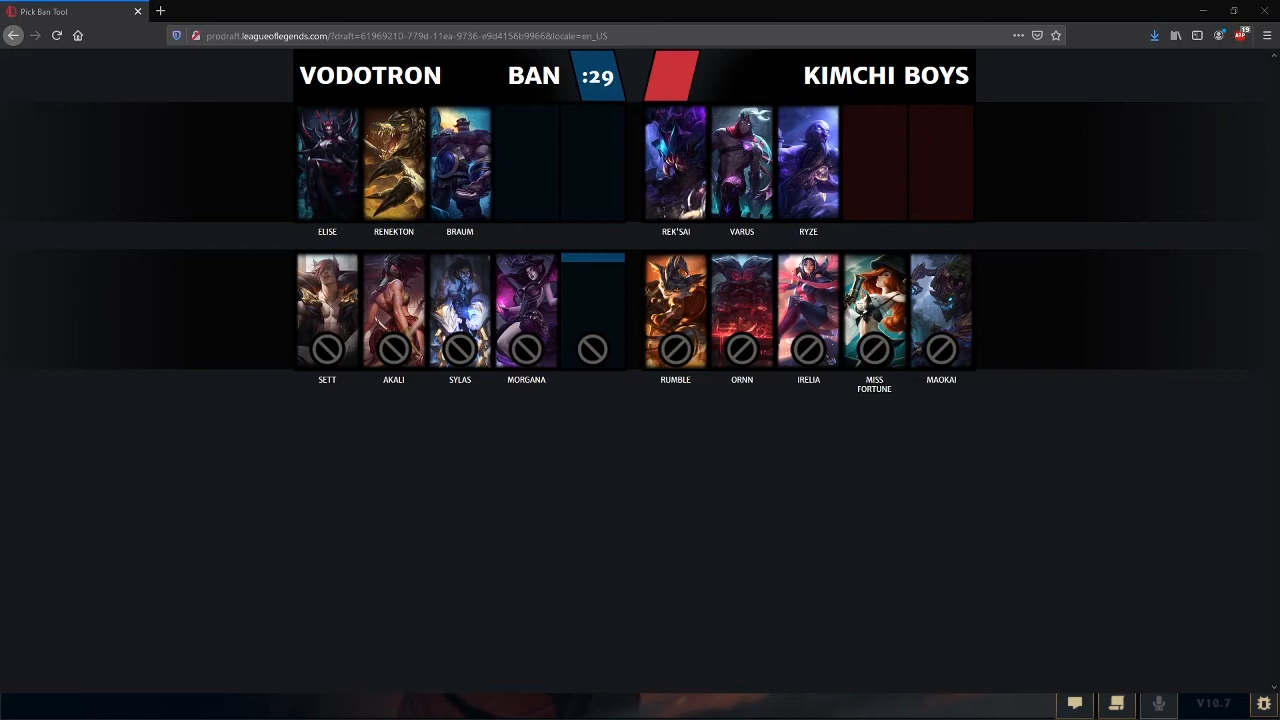 Pick Ban Tool
prodraft.leagueoflegends.com/?draft=61969210-779d-11ea-9736-e9d4156b9966&locale=en_US
19
VODOTRON BAN :29 KIMCHI BOYS
ELISE RENEKTON BRAUM REK'SAI VARUS RYZE
SETT AKALI SYLAS MORGANA RUMBLE ORNN IRELIA MISS FORTUNE MAOKAI
V10.7